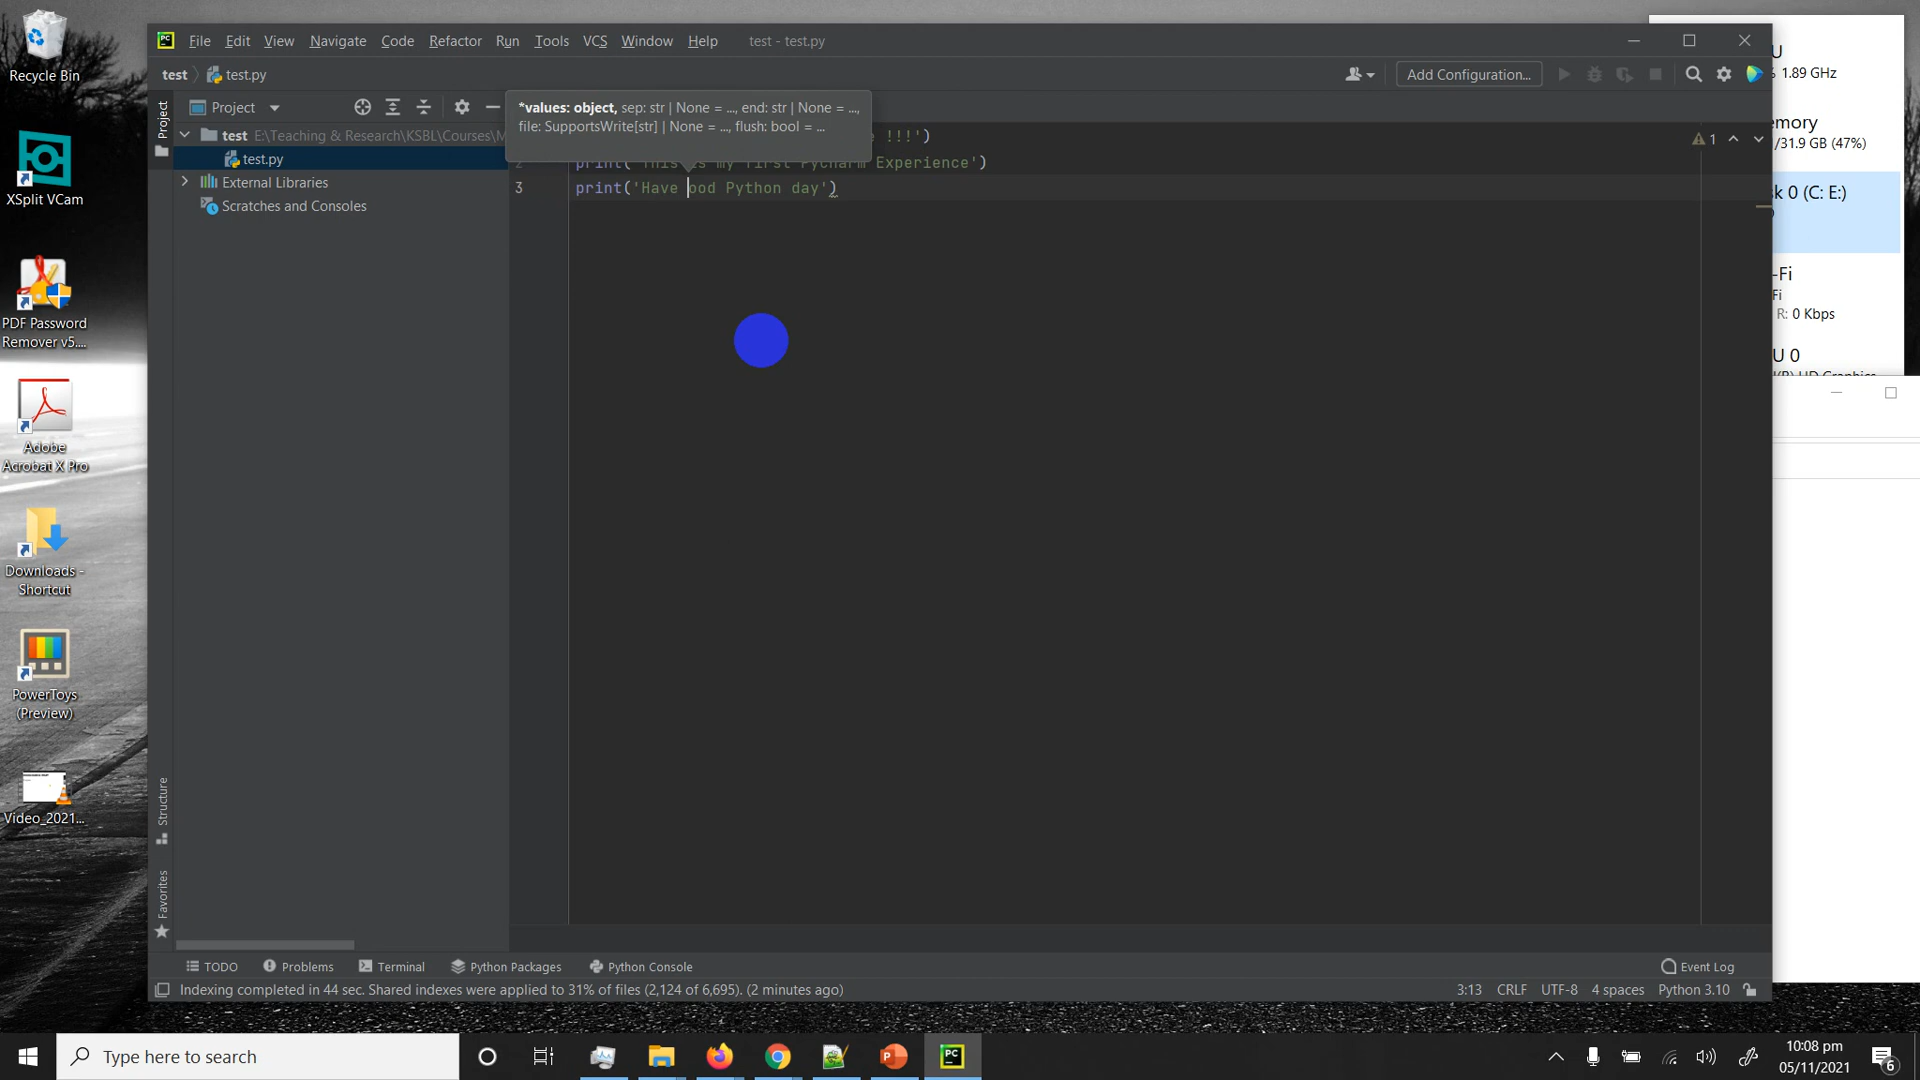 Recycle Bin
XSplit VCam
PDF Password
Remover v5....
Adobe
Acrobat X Pro
Downloads -
Shortcut
PowerToys
(Preview)
Video_2021...
PC
File Edit View Navigate Code Refactor Run Tools VCS Window Help test - test.py
test test.py
Add Configuration...
Project
Project
*values: object, sep: str | None = ..., end: str | None = ...,
file: SupportsWrite[str] | None = ..., flush: bool = ...
test E:\Teaching & Research\KSBL\Courses\M
test.py
External Libraries
Scratches and Consoles
!!!')
1
print('This is my first PyCharm Experience')
3 print('Have ood Python day')
Structure
Favorites
TODO Problems Terminal Python Packages Python Console Event Log
Indexing completed in 44 sec. Shared indexes were applied to 31% of files (2,124 of 6,695). (2 minutes ago)
3:13 CRLF UTF-8 4 spaces Python 3.10
U
1.89 GHz
emory
/31.9 GB (47%)
sk 0 (C: E:)
-Fi
Fi
R: 0 Kbps
U 0
HD Graphics
Type here to search
10:08 pm
05/11/2021
6